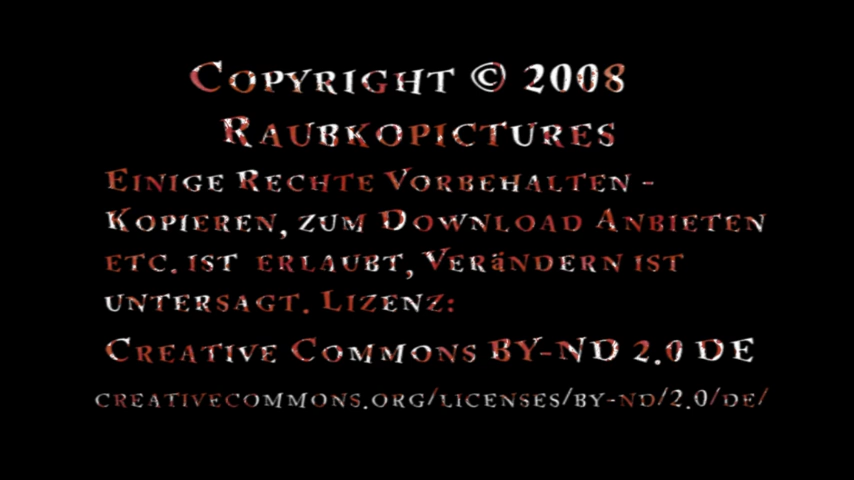 Copyright © 2008
Raubkopictures
Einige Rechte Vorbehalten -
Kopieren, zum Download Anbieten
etc. ist erlaubt, Verändern ist
untersagt. Lizenz:
Creative Commons BY-ND 2.0 DE
creativecommons.org/licenses/by-nd/2.0/de/